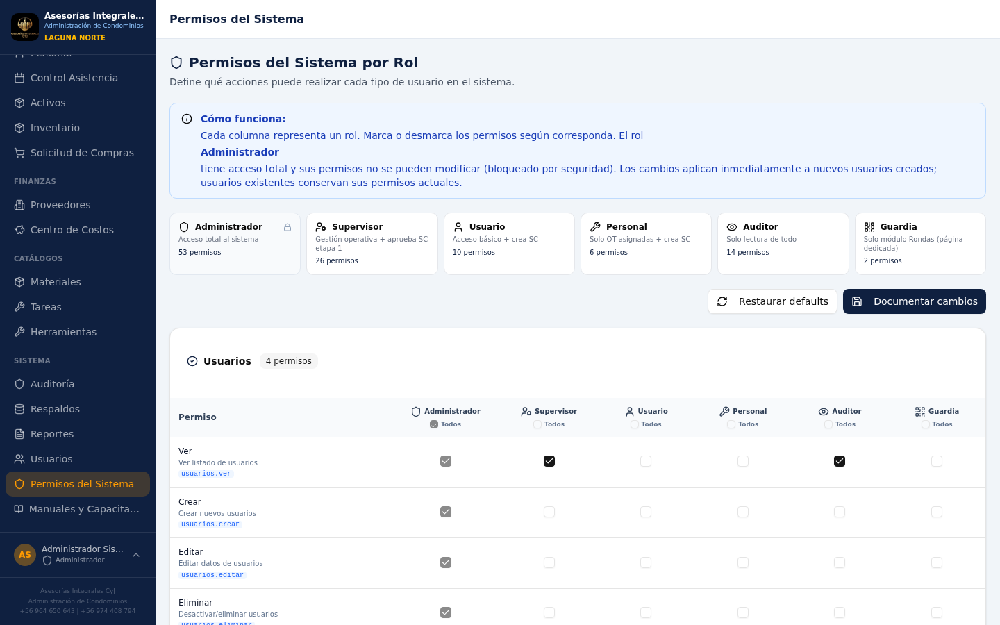 Asesorías Integrale...
Administración de Condominios
LAGUNA NORTE
Personal
Control Asistencia
Activos
Inventario
Solicitud de Compras
FINANZAS
Proveedores
Centro de Costos
CATÁLOGOS
Materiales
Tareas
Herramientas
SISTEMA
Auditoría
Respaldos
Reportes
Usuarios
Permisos del Sistema
Manuales y Capacita...
AS
Administrador Sis...
Administrador
Asesorías Integrales CyJ
Administración de Condominios
+56 964 650 643 | +56 974 408 794
Permisos del Sistema
Permisos del Sistema por Rol
Define qué acciones puede realizar cada tipo de usuario en el sistema.
Cómo funciona:
Cada columna representa un rol. Marca o desmarca los permisos según corresponda. El rol
Administrador
tiene acceso total y sus permisos no se pueden modificar (bloqueado por seguridad). Los cambios aplican inmediatamente a nuevos usuarios creados;
usuarios existentes conservan sus permisos actuales.
Administrador
Acceso total al sistema
53 permisos
Supervisor
Gestión operativa + aprueba SC
etapa 1
26 permisos
Usuario
Acceso básico + crea SC
10 permisos
Personal
Solo OT asignadas + crea SC
6 permisos
Auditor
Solo lectura de todo
14 permisos
Guardia
Solo módulo Rondas (página
dedicada)
2 permisos
Restaurar defaults
Documentar cambios
Usuarios 4 permisos
Permiso
Administrador
Todos
Supervisor
Todos
Usuario
Todos
Personal
Todos
Auditor
Todos
Guardia
Todos
Ver
Ver listado de usuarios
usuarios.ver
Crear
Crear nuevos usuarios
usuarios.crear
Editar
Editar datos de usuarios
usuarios.editar
Eliminar
Desactivar/eliminar usuarios
usuarios.eliminar